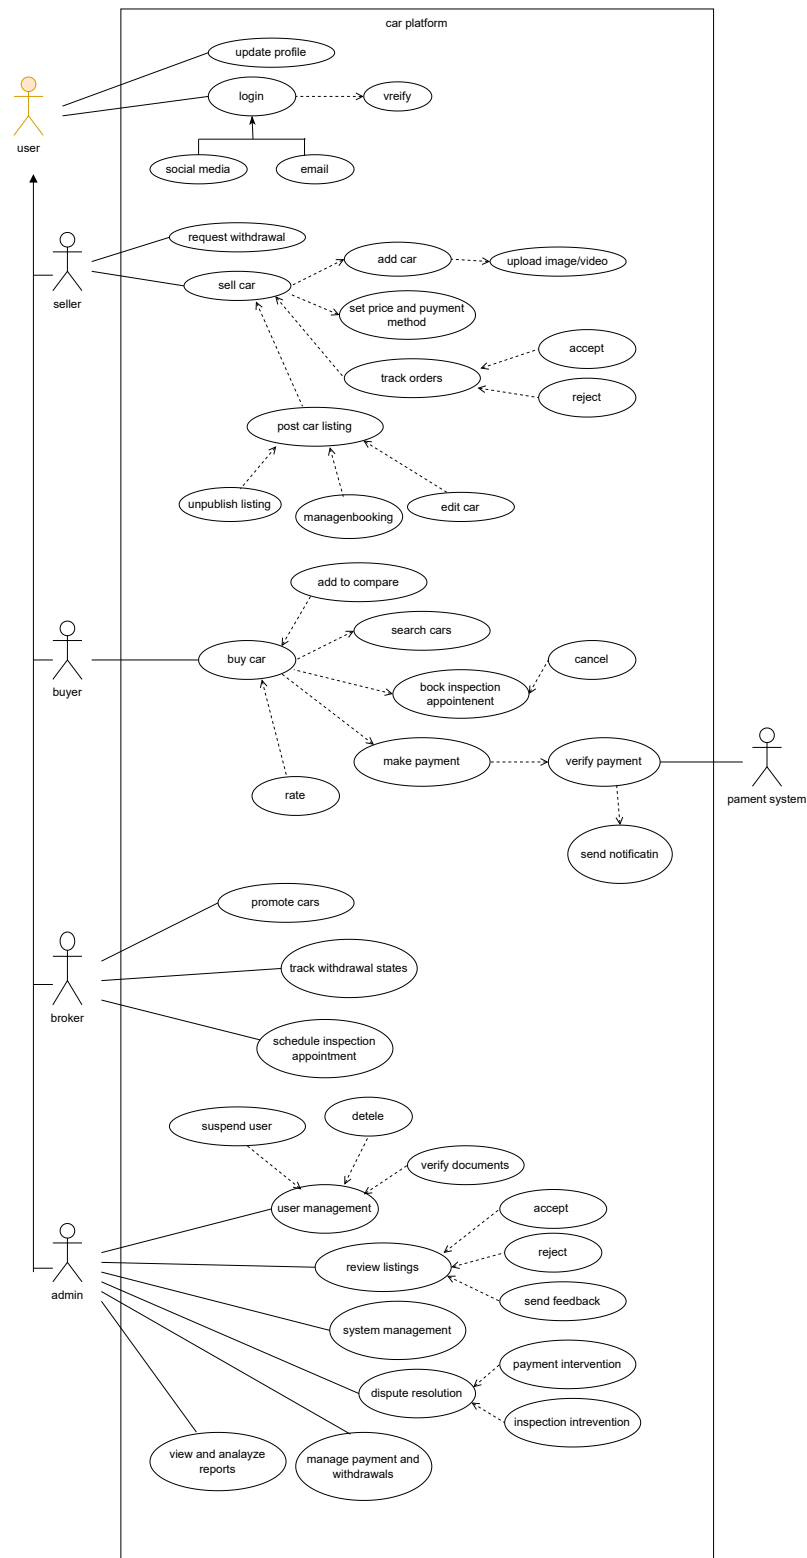 car platform
update profile
login
vreify
user
social media
email
request withdrawal
add car
upload image/video
sell car
seller
set price and puyment
method
accept
track orders
reject
post car listing
unpublish listing
managenbooking
edit car
add to compare
search cars
buy car
cancel
buyer
bock inspection
appointenent
make payment
verify payment
rate
pament system
send notificatin
promote cars
track withdrawal states
broker
schedule inspection
appointment
suspend user
detele
verify documents
user management
accept
review listings
reject
admin
send feedback
system management
payment intervention
dispute resolution
inspection intrevention
view and analayze
reports
manage payment and
withdrawals